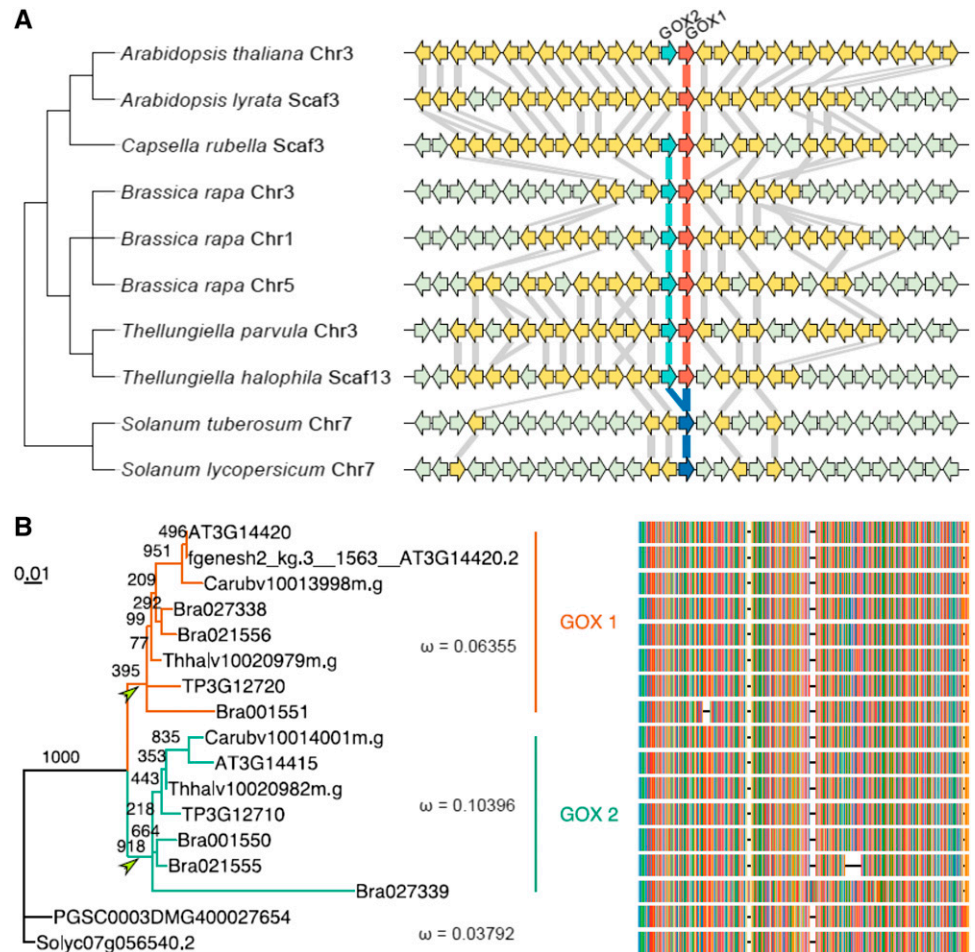 A
GOX2
GOX1
Arabidopsis thaliana Chr3
Arabidopsis lyrata Scaf3
Capsella rubella Scaf3
Brassica rapa Chr3
Brassica rapa Chr1
Brassica rapa Chr5
Thellungiella parvula Chr3
Thellungiella halophila Scaf13
Solanum tuberosum Chr7
Solanum lycopersicum Chr7
B
0.01
496 AT3G14420
951 fgenesh2_kg.3__1563__AT3G14420.2
209 Carubv10013998m.g
292 Bra027338
99 Bra021556
77 Thhalv10020979m.g
395 TP3G12720
Bra001551
ω = 0.06355
GOX 1
1000
835 Carubv10014001m.g
353 AT3G14415
443 Thhalv10020982m.g
218 TP3G12710
664 Bra001550
918 Bra021555
Bra027339
ω = 0.10396
GOX 2
PGSC0003DMG400027654
Solyc07g056540.2
ω = 0.03792